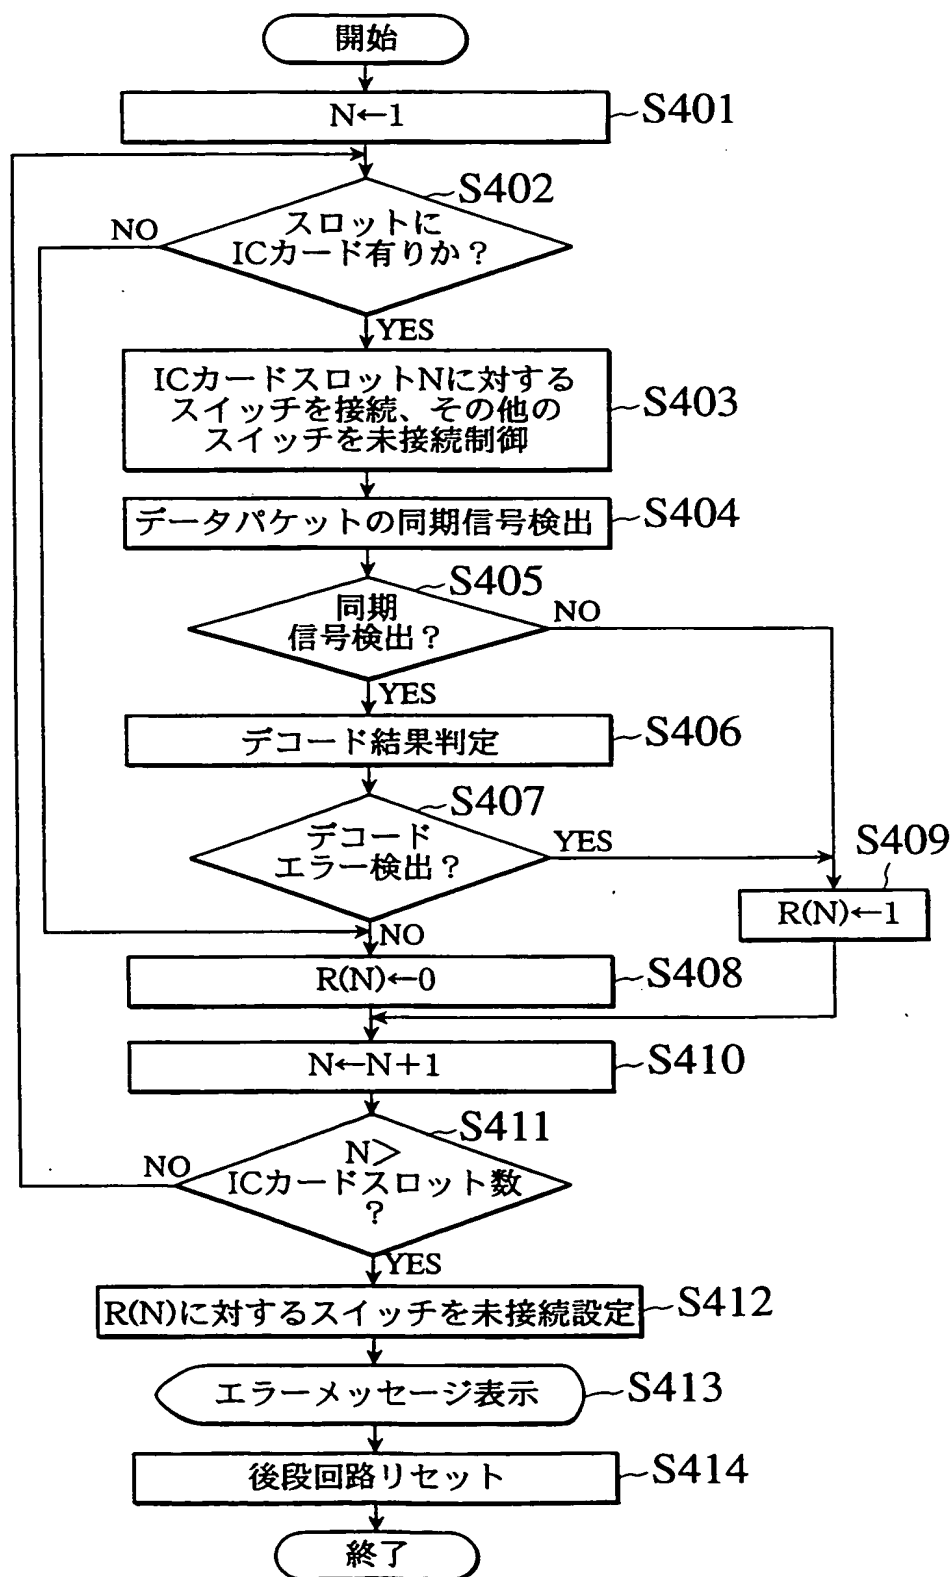 開始
N←1
S401
S402
スロットに
ICカード有りか？
NO
YES
ICカードスロットNに対する
スイッチを接続、その他の
スイッチを未接続制御
S403
データパケットの同期信号検出
S404
S405
同期
信号検出？
NO
YES
デコード結果判定
S406
S407
デコード
エラー検出？
YES
S409
R(N)←1
NO
R(N)←0
S408
N←N＋1
S410
S411
N＞
ICカードスロット数
？
NO
YES
R(N)に対するスイッチを未接続設定
S412
エラーメッセージ表示
S413
後段回路リセット
S414
終了